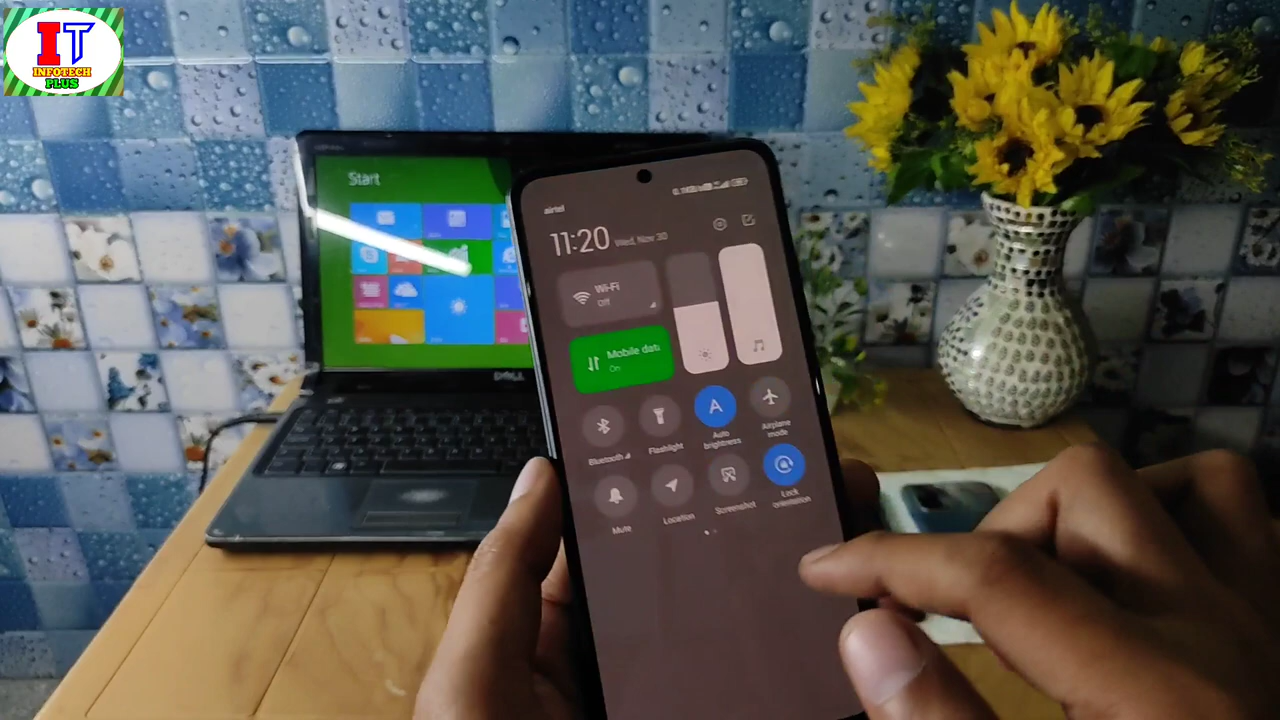 IT
INFOTECH
PLUS
Start
DELL
airtel
11:20 Wed, Nov 30
Wi-Fi
Off
Mobile data
On
Bluetooth
Flashlight
A
Auto
brightness
Airplane
mode
Mute
Location
Screenshot
Lock
orientation